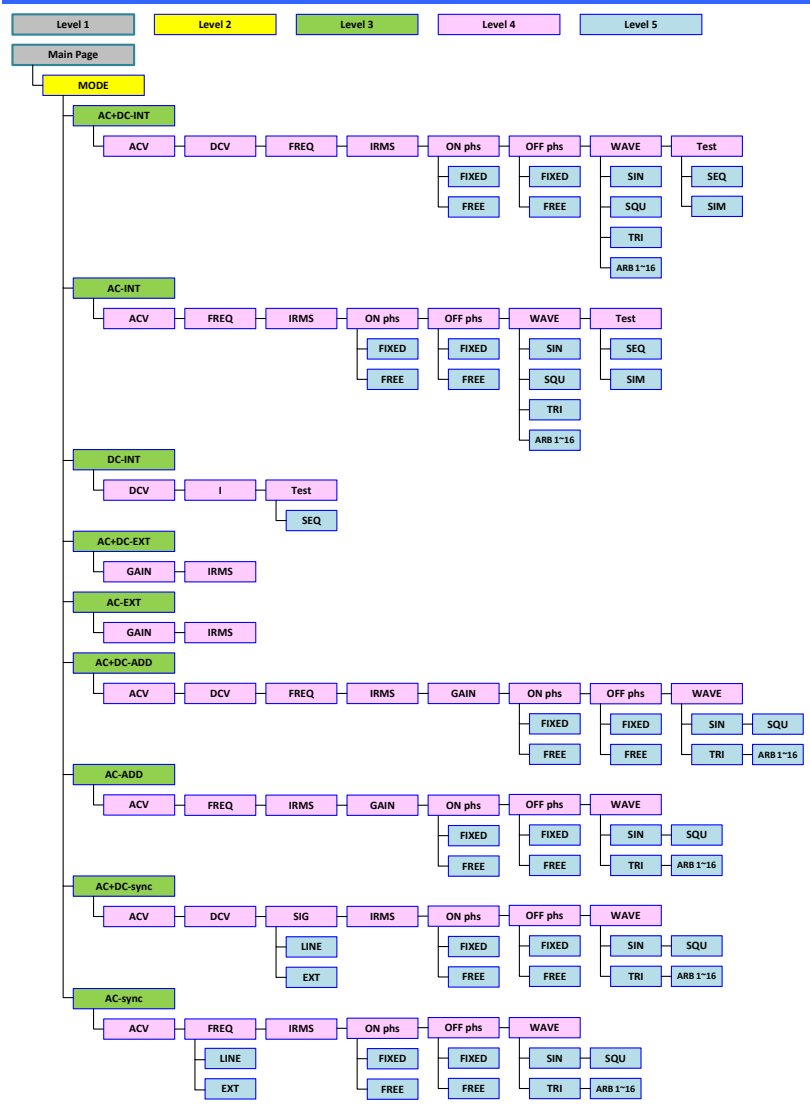 Level 1 Level 2 Level 3 Level 4 Level 5
Main Page
MODE
AC+DC-INT
ACV DCV FREQ IRMS ON phs OFF phs WAVE Test
FIXED FIXED SIN SEQ
FREE FREE SQU SIM
TRI
ARB 1~16
AC-INT
ACV FREQ IRMS ON phs OFF phs WAVE Test
FIXED FIXED SIN SEQ
FREE FREE SQU SIM
TRI
ARB 1~16
DC-INT
DCV I Test
SEQ
AC+DC-EXT
GAIN IRMS
AC-EXT
GAIN IRMS
AC+DC-ADD
ACV DCV FREQ IRMS GAIN ON phs OFF phs WAVE
FIXED FIXED SIN SQU
FREE FREE TRI ARB 1~16
AC-ADD
ACV FREQ IRMS GAIN ON phs OFF phs WAVE
FIXED FIXED SIN SQU
FREE FREE TRI ARB 1~16
AC+DC-sync
ACV DCV SIG IRMS ON phs OFF phs WAVE
LINE FIXED FIXED SIN SQU
EXT FREE FREE TRI ARB 1~16
AC-sync
ACV FREQ IRMS ON phs OFF phs WAVE
LINE FIXED FIXED SIN SQU
EXT FREE FREE TRI ARB 1~16